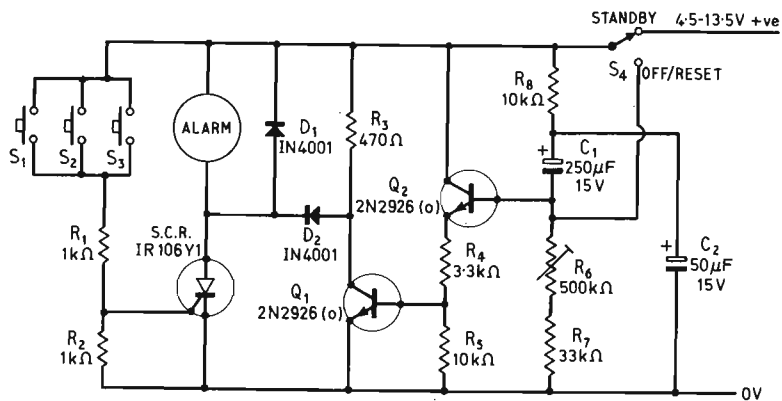 STANDBY
4·5-13·5V +ve
S4
OFF/RESET
S1
S2
S3
ALARM
D1
IN4001
R3
470Ω
R8
10kΩ
+
C1
250μF
15V
Q2
2N2926 (o)
D2
IN4001
S.C.R.
IR106Y1
R1
1kΩ
R4
3·3kΩ
R6
500kΩ
+
C2
50μF
15V
Q1
2N2926 (o)
R2
1kΩ
R5
10kΩ
R7
33kΩ
0V